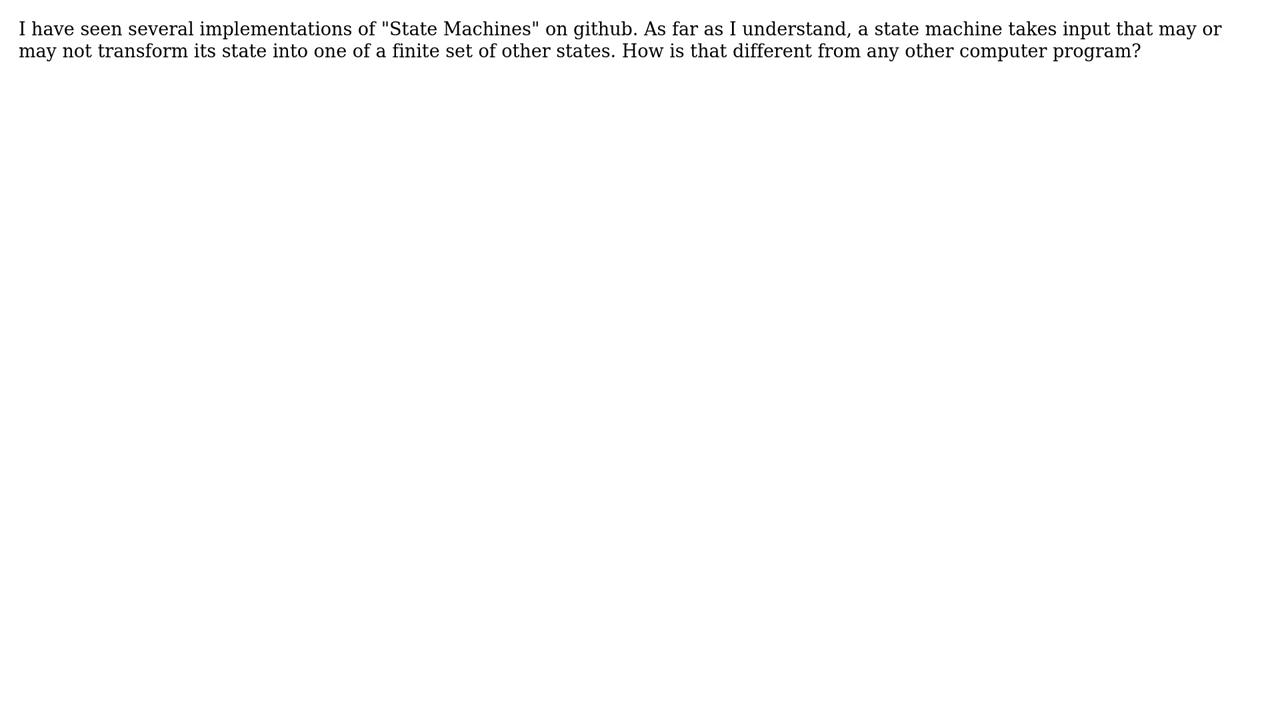 I have seen several implementations of "State Machines" on github. As far as I understand, a state machine takes input that may or
may not transform its state into one of a finite set of other states. How is that different from any other computer program?